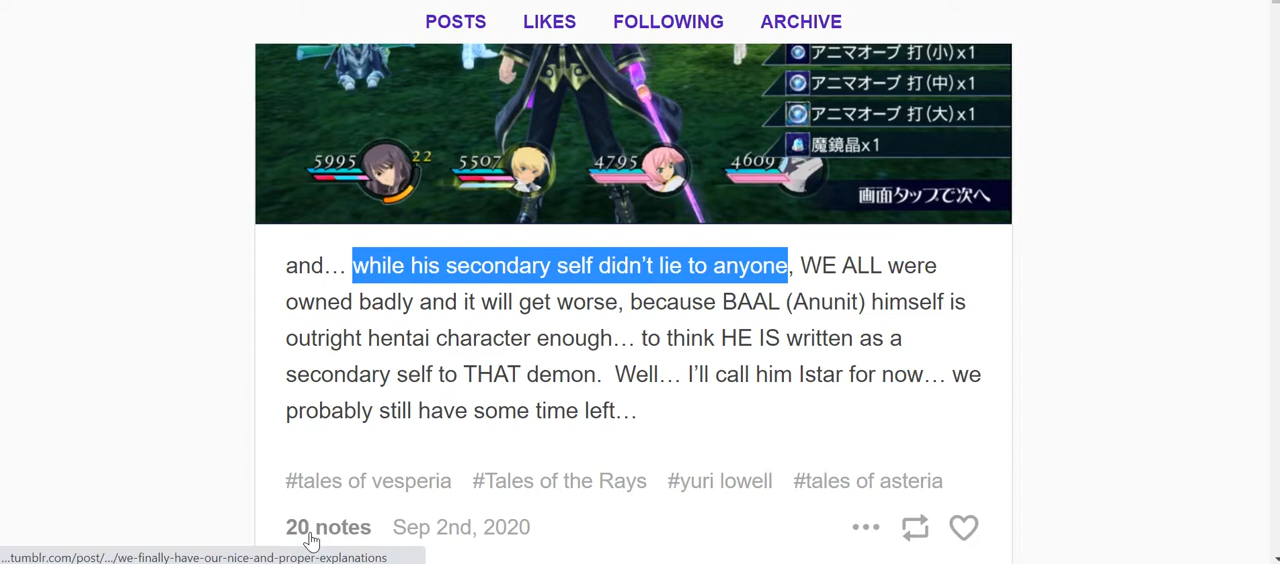 POSTS LIKES FOLLOWING ARCHIVE
アニマオーブ 打(小)x1
アニマオーブ 打(中)x1
アニマオーブ 打(大)x1
魔鏡晶x1
5995 22 5507 4795 4609
画面タップで次へ
and… while his secondary self didn’t lie to anyone, WE ALL were
owned badly and it will get worse, because BAAL (Anunit) himself is
outright hentai character enough… to think HE IS written as a
secondary self to THAT demon.  Well… I’ll call him Istar for now… we
probably still have some time left…
#tales of vesperia #Tales of the Rays #yuri lowell #tales of asteria
20 notes Sep 2nd, 2020
...tumblr.com/post/.../we-finally-have-our-nice-and-proper-explanations